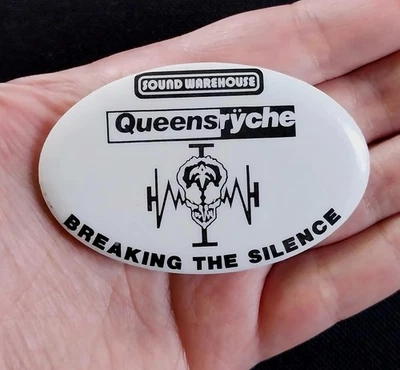 SOUND WAREHOUSE
Queensrÿche
BREAKING THE SILENCE